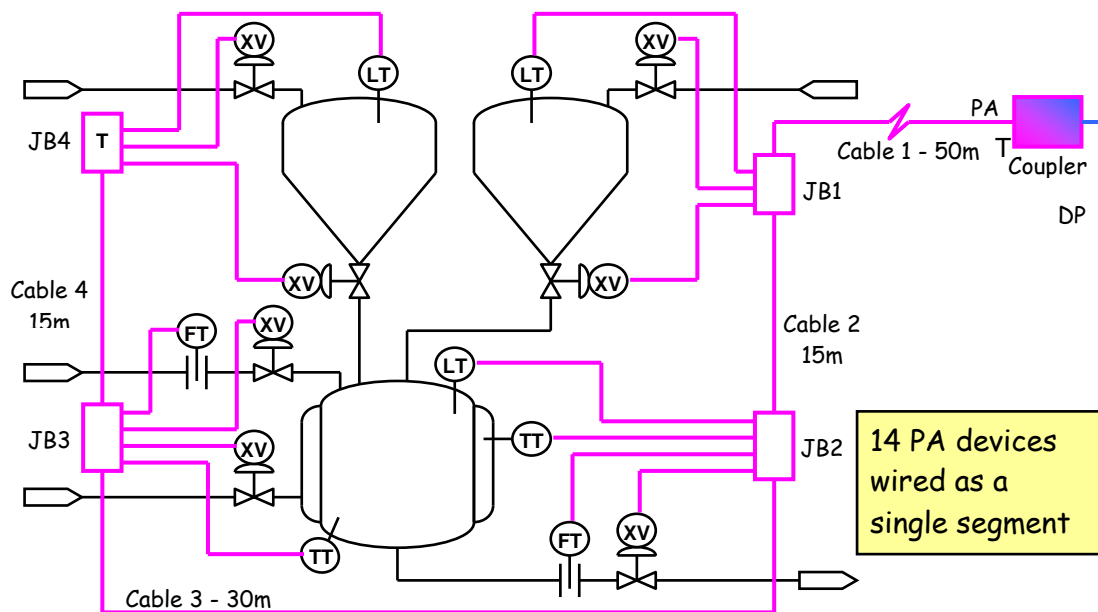 XV
XV
LT
LT
PA
JB4
T
Cable 1 - 50m
T
Coupler
JB1
DP
XV
XV
Cable 4
15m
FT
XV
Cable 2
15m
LT
JB3
XV
TT
JB2
14 PA devices
wired as a
single segment
TT
FT
XV
Cable 3 - 30m